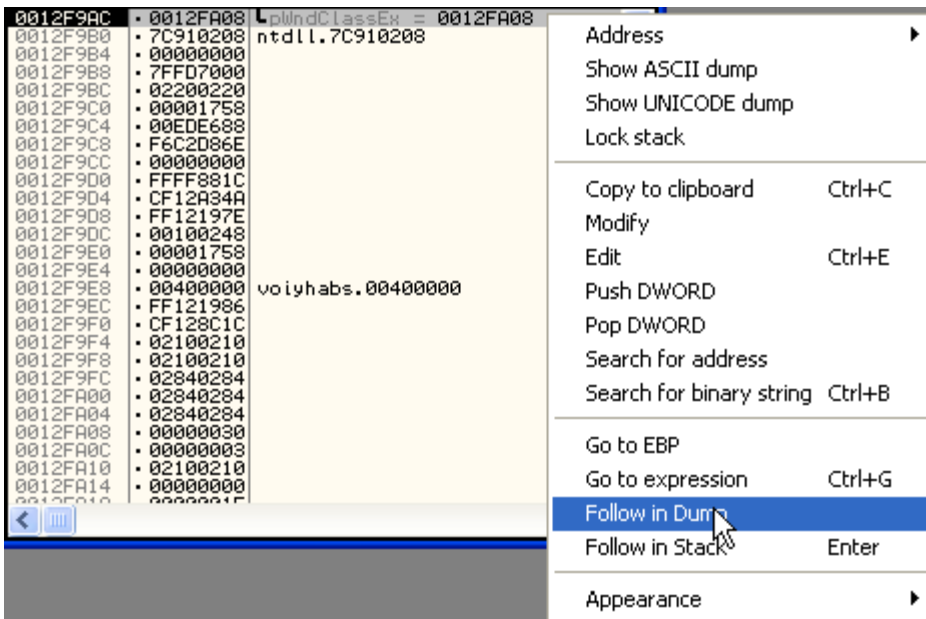 0012F9AC · 0012FA08 └pWndClassEx = 0012FA08
0012F9B0 · 7C910208 ntdll.7C910208
0012F9B4 · 00000000
0012F9B8 · 7FFD7000
0012F9BC · 02200220
0012F9C0 · 00001758
0012F9C4 · 00EDE688
0012F9C8 · F6C2D86E
0012F9CC · 00000000
0012F9D0 · FFFF881C
0012F9D4 · CF12A34A
0012F9D8 · FF12197E
0012F9DC · 00100248
0012F9E0 · 00001758
0012F9E4 · 00000000
0012F9E8 · 00400000 voiyhabs.00400000
0012F9EC · FF121986
0012F9F0 · CF128C1C
0012F9F4 · 02100210
0012F9F8 · 02100210
0012F9FC · 02840284
0012FA00 · 02840284
0012FA04 · 02840284
0012FA08 · 00000030
0012FA0C · 00000003
0012FA10 · 02100210
0012FA14 · 00000000
Address
Show ASCII dump
Show UNICODE dump
Lock stack
Copy to clipboard Ctrl+C
Modify
Edit Ctrl+E
Push DWORD
Pop DWORD
Search for address
Search for binary string Ctrl+B
Go to EBP
Go to expression Ctrl+G
Follow in Dump
Follow in Stack Enter
Appearance